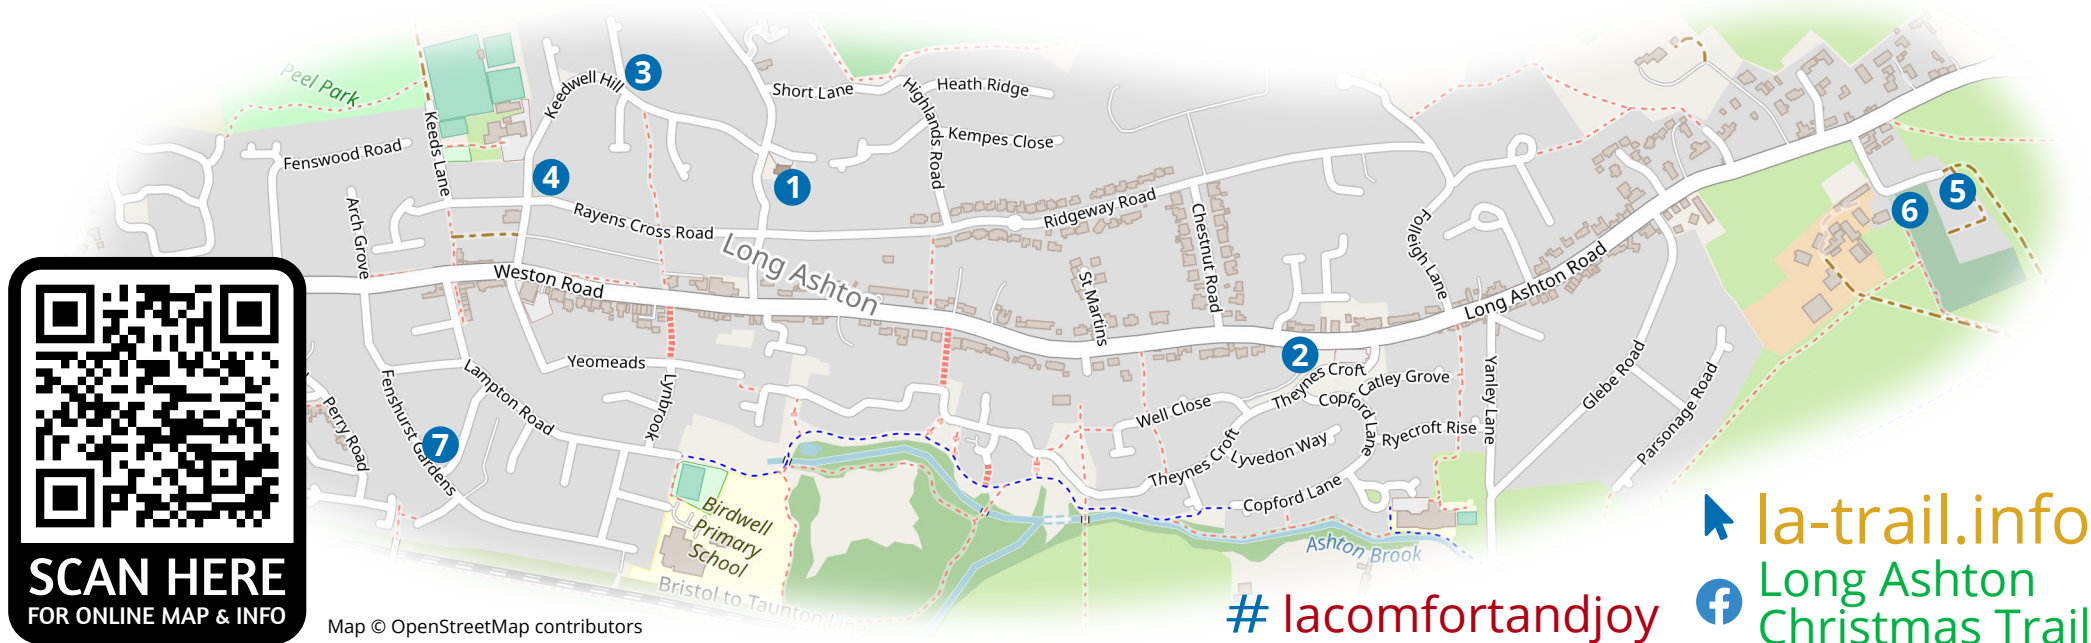 Peel Park
Keedwell Hill
3
Short Lane
Heath Ridge
Highlands Road
Kempes Close
Keeds Lane
Fenswood Road
4
1
Arch Grove
Rayens Cross Road
Ridgeway Road
Chestnut Road
Folleigh Lane
5
6
Long Ashton
Weston Road
St Martins
Long Ashton Road
2
Yeomeads
Lynbrook
Lampton Road
Fenshurst Gardens
Perry Road
7
Theynes Croft
Catley Grove
Copford Lane
Well Close
Ryecroft Rise
Lyvedon Way
Theynes Croft
Copford Lane
Yanley Lane
Glebe Road
Parsonage Road
Birdwell
Primary
School
Ashton Brook
Bristol to Taunton Line
SCAN HERE
FOR ONLINE MAP & INFO
Map © OpenStreetMap contributors
# lacomfortandjoy
la-trail.info
Long Ashton
Christmas Trail